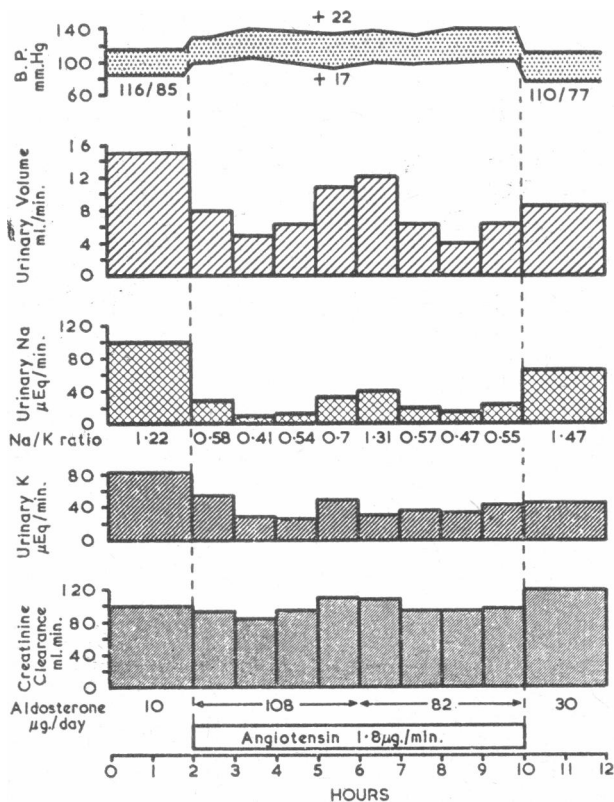 + 22
140
100
60
B.P.
mm.Hg
+ 17
116/85
110/77
16
12
8
4
0
Urinary Volume
ml./min.
120
80
40
0
Urinary Na
µEq/min.
Na/K ratio 1·22 0·58 0·41 0·54 0·7 1·31 0·57 0·47 0·55 1·47
80
40
0
Urinary K
µEq/min.
120
80
40
0
Creatinine
Clearance
ml.min.
Aldosterone 10 108 82 30
µg./day
Angiotensin 1·8µg./min.
0 1 2 3 4 5 6 7 8 9 10 11 12
HOURS